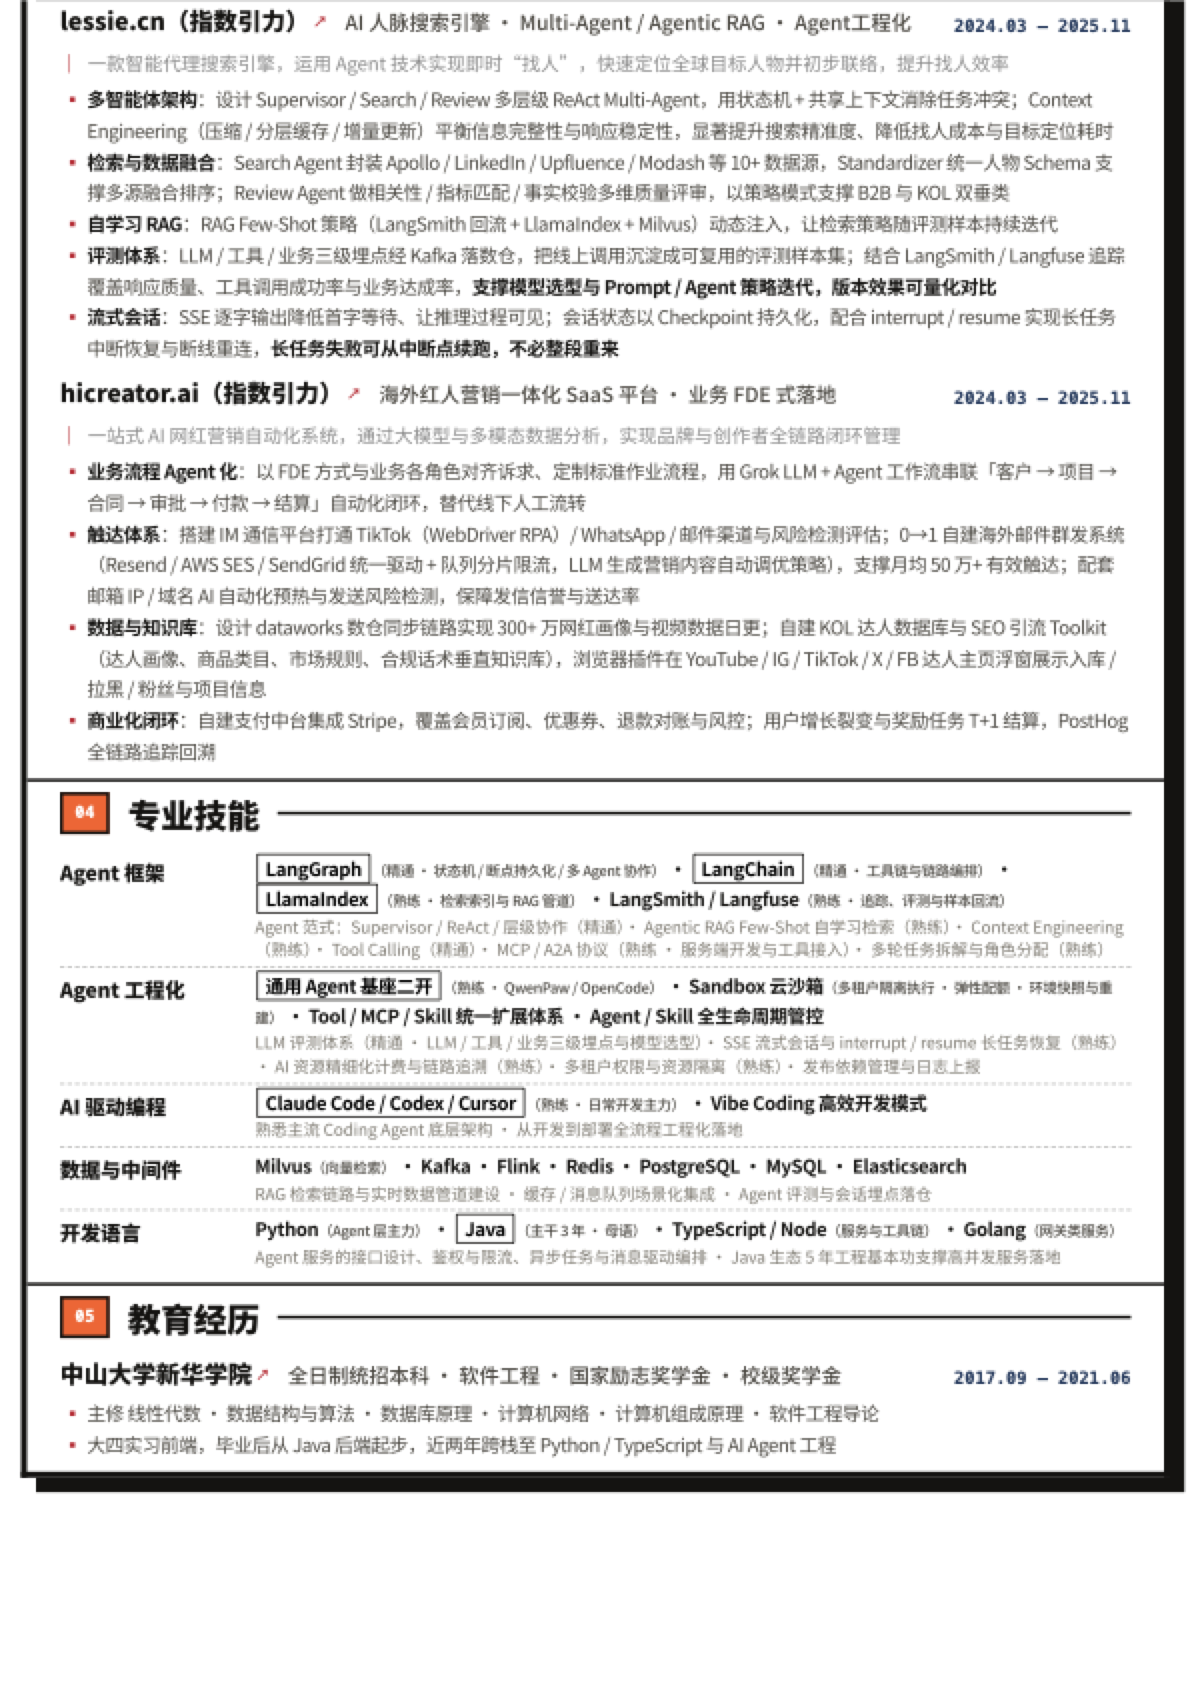 lessie.cn（指数引力）↗ AI 人脉搜索引擎 · Multi-Agent / Agentic RAG · Agent工程化 2024.03 – 2025.11
一款智能代理搜索引擎，运用 Agent 技术实现即时“找人”，快速定位全球目标人物并初步联络，提升找人效率
▪ 多智能体架构：设计 Supervisor / Search / Review 多层级 ReAct Multi-Agent，用状态机 + 共享上下文消除任务冲突；Context
Engineering（压缩 / 分层缓存 / 增量更新）平衡信息完整性与响应稳定性，显著提升搜索精准度、降低找人成本与目标定位耗时
▪ 检索与数据融合：Search Agent 封装 Apollo / LinkedIn / Upfluence / Modash 等 10+ 数据源，Standardizer 统一人物 Schema 支
撑多源融合排序；Review Agent 做相关性 / 指标匹配 / 事实校验多维质量评审，以策略模式支撑 B2B 与 KOL 双垂类
▪ 自学习 RAG：RAG Few-Shot 策略（LangSmith 回流 + LlamaIndex + Milvus）动态注入，让检索策略随评测样本持续迭代
▪ 评测体系：LLM / 工具 / 业务三级埋点经 Kafka 落数仓，把线上调用沉淀成可复用的评测样本集；结合 LangSmith / Langfuse 追踪
覆盖响应质量、工具调用成功率与业务达成率，支撑模型选型与 Prompt / Agent 策略迭代，版本效果可量化对比
▪ 流式会话：SSE 逐字输出降低首字等待、让推理过程可见；会话状态以 Checkpoint 持久化，配合 interrupt / resume 实现长任务
中断恢复与断线重连，长任务失败可从中断点续跑，不必整段重来
hicreator.ai（指数引力）↗ 海外红人营销一体化 SaaS 平台 · 业务 FDE 式落地 2024.03 – 2025.11
一站式 AI 网红营销自动化系统，通过大模型与多模态数据分析，实现品牌与创作者全链路闭环管理
▪ 业务流程 Agent 化：以 FDE 方式与业务各角色对齐诉求、定制标准作业流程，用 Grok LLM + Agent 工作流串联「客户 → 项目 →
合同 → 审批 → 付款 → 结算」自动化闭环，替代线下人工流转
▪ 触达体系：搭建 IM 通信平台打通 TikTok（WebDriver RPA）/ WhatsApp / 邮件渠道与风险检测评估；0→1 自建海外邮件群发系统
（Resend / AWS SES / SendGrid 统一驱动 + 队列分片限流，LLM 生成营销内容自动调优策略），支撑月均 50 万+ 有效触达；配套
邮箱 IP / 域名 AI 自动化预热与发送风险检测，保障发信信誉与送达率
▪ 数据与知识库：设计 dataworks 数仓同步链路实现 300+ 万网红画像与视频数据日更；自建 KOL 达人数据库与 SEO 引流 Toolkit
（达人画像、商品类目、市场规则、合规话术垂直知识库），浏览器插件在 YouTube / IG / TikTok / X / FB 达人主页浮窗展示入库 /
拉黑 / 粉丝与项目信息
▪ 商业化闭环：自建支付中台集成 Stripe，覆盖会员订阅、优惠券、退款对账与风控；用户增长裂变与奖励任务 T+1 结算，PostHog
全链路追踪回溯
04 专业技能
Agent 框架 LangGraph（精通 · 状态机 / 断点持久化 / 多 Agent 协作） · LangChain（精通 · 工具链与链路编排） ·
LlamaIndex（熟练 · 检索索引与 RAG 管道） · LangSmith / Langfuse（熟练 · 追踪、评测与样本回流）
Agent 范式：Supervisor / ReAct / 层级协作（精通） · Agentic RAG Few-Shot 自学习检索（熟练） · Context Engineering
（熟练） · Tool Calling（精通） · MCP / A2A 协议（熟练 · 服务端开发与工具接入） · 多轮任务拆解与角色分配（熟练）
Agent 工程化 通用 Agent 基座二开（熟练 · QwenPaw / OpenCode） · Sandbox 云沙箱（多租户隔离执行 · 弹性配额 · 环境快照与重
建） · Tool / MCP / Skill 统一扩展体系 · Agent / Skill 全生命周期管控
LLM 评测体系（精通 · LLM / 工具 / 业务三级埋点与模型选型） · SSE 流式会话与 interrupt / resume 长任务恢复（熟练）
· AI 资源精细化计费与链路追溯（熟练） · 多租户权限与资源隔离（熟练） · 发布依赖管理与日志上报
AI 驱动编程 Claude Code / Codex / Cursor（熟练 · 日常开发主力） · Vibe Coding 高效开发模式
熟悉主流 Coding Agent 底层架构 · 从开发到部署全流程工程化落地
数据与中间件 Milvus（向量检索） · Kafka · Flink · Redis · PostgreSQL · MySQL · Elasticsearch
RAG 检索链路与实时数据管道建设 · 缓存 / 消息队列场景化集成 · Agent 评测与会话埋点落仓
开发语言 Python（Agent 层主力） · Java（主干 3 年 · 母语） · TypeScript / Node（服务与工具链） · Golang（网关类服务）
Agent 服务的接口设计、鉴权与限流、异步任务与消息驱动编排 · Java 生态 5 年工程基本功支撑高并发服务落地
05 教育经历
中山大学新华学院↗ 全日制统招本科 · 软件工程 · 国家励志奖学金 · 校级奖学金 2017.09 – 2021.06
▪ 主修 线性代数 · 数据结构与算法 · 数据库原理 · 计算机网络 · 计算机组成原理 · 软件工程导论
▪ 大四实习前端，毕业后从 Java 后端起步，近两年跨栈至 Python / TypeScript 与 AI Agent 工程